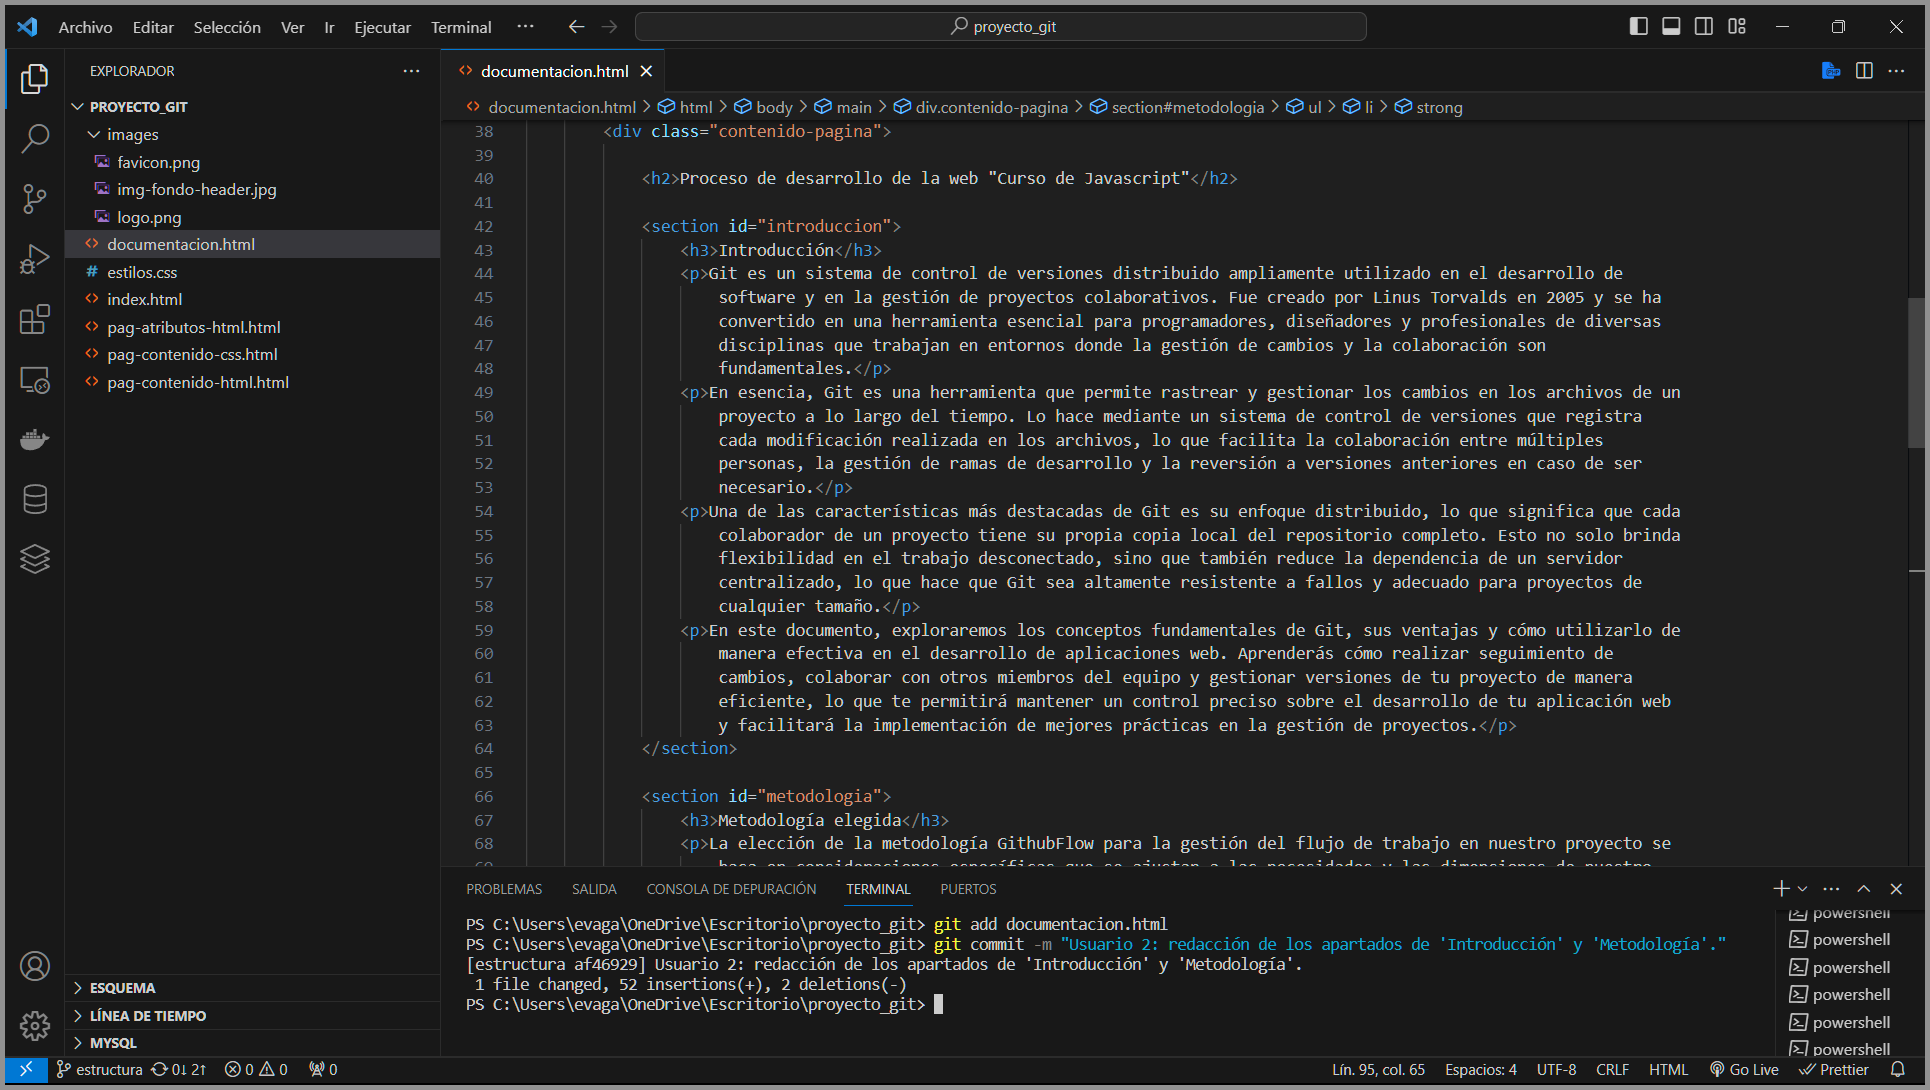 Archivo Editar Selección Ver Ir Ejecutar Terminal ··· proyecto_git
EXPLORADOR ···
PROYECTO_GIT
images
favicon.png
img-fondo-header.jpg
logo.png
documentacion.html
estilos.css
index.html
pag-atributos-html.html
pag-contenido-css.html
pag-contenido-html.html
ESQUEMA
LÍNEA DE TIEMPO
MYSQL
documentacion.html
documentacion.html > html > body > main > div.contenido-pagina > section#metodologia > ul > li > strong
38 <div class="contenido-pagina">
39
40 <h2>Proceso de desarrollo de la web "Curso de Javascript"</h2>
41
42 <section id="introduccion">
43 <h3>Introducción</h3>
44 <p>Git es un sistema de control de versiones distribuido ampliamente utilizado en el desarrollo de
45 software y en la gestión de proyectos colaborativos. Fue creado por Linus Torvalds en 2005 y se ha
46 convertido en una herramienta esencial para programadores, diseñadores y profesionales de diversas
47 disciplinas que trabajan en entornos donde la gestión de cambios y la colaboración son
48 fundamentales.</p>
49 <p>En esencia, Git es una herramienta que permite rastrear y gestionar los cambios en los archivos de un
50 proyecto a lo largo del tiempo. Lo hace mediante un sistema de control de versiones que registra
51 cada modificación realizada en los archivos, lo que facilita la colaboración entre múltiples
52 personas, la gestión de ramas de desarrollo y la reversión a versiones anteriores en caso de ser
53 necesario.</p>
54 <p>Una de las características más destacadas de Git es su enfoque distribuido, lo que significa que cada
55 colaborador de un proyecto tiene su propia copia local del repositorio completo. Esto no solo brinda
56 flexibilidad en el trabajo desconectado, sino que también reduce la dependencia de un servidor
57 centralizado, lo que hace que Git sea altamente resistente a fallos y adecuado para proyectos de
58 cualquier tamaño.</p>
59 <p>En este documento, exploraremos los conceptos fundamentales de Git, sus ventajas y cómo utilizarlo de
60 manera efectiva en el desarrollo de aplicaciones web. Aprenderás cómo realizar seguimiento de
61 cambios, colaborar con otros miembros del equipo y gestionar versiones de tu proyecto de manera
62 eficiente, lo que te permitirá mantener un control preciso sobre el desarrollo de tu aplicación web
63 y facilitará la implementación de mejores prácticas en la gestión de proyectos.</p>
64 </section>
65
66 <section id="metodologia">
67 <h3>Metodología elegida</h3>
68 <p>La elección de la metodología GithubFlow para la gestión del flujo de trabajo en nuestro proyecto se
69 basa en consideraciones específicas que se ajustan a las necesidades y las dimensiones de nuestro
PROBLEMAS SALIDA CONSOLA DE DEPURACIÓN TERMINAL PUERTOS
PS C:\Users\evaga\OneDrive\Escritorio\proyecto_git> git add documentacion.html
PS C:\Users\evaga\OneDrive\Escritorio\proyecto_git> git commit -m "Usuario 2: redacción de los apartados de 'Introducción' y 'Metodología'."
[estructura af46929] Usuario 2: redacción de los apartados de 'Introducción' y 'Metodología'.
1 file changed, 52 insertions(+), 2 deletions(-)
PS C:\Users\evaga\OneDrive\Escritorio\proyecto_git>
powershell
powershell
powershell
powershell
powershell
powershell
estructura 0↓ 2↑ 0 0 0 Lín. 95, col. 65 Espacios: 4 UTF-8 CRLF HTML Go Live Prettier